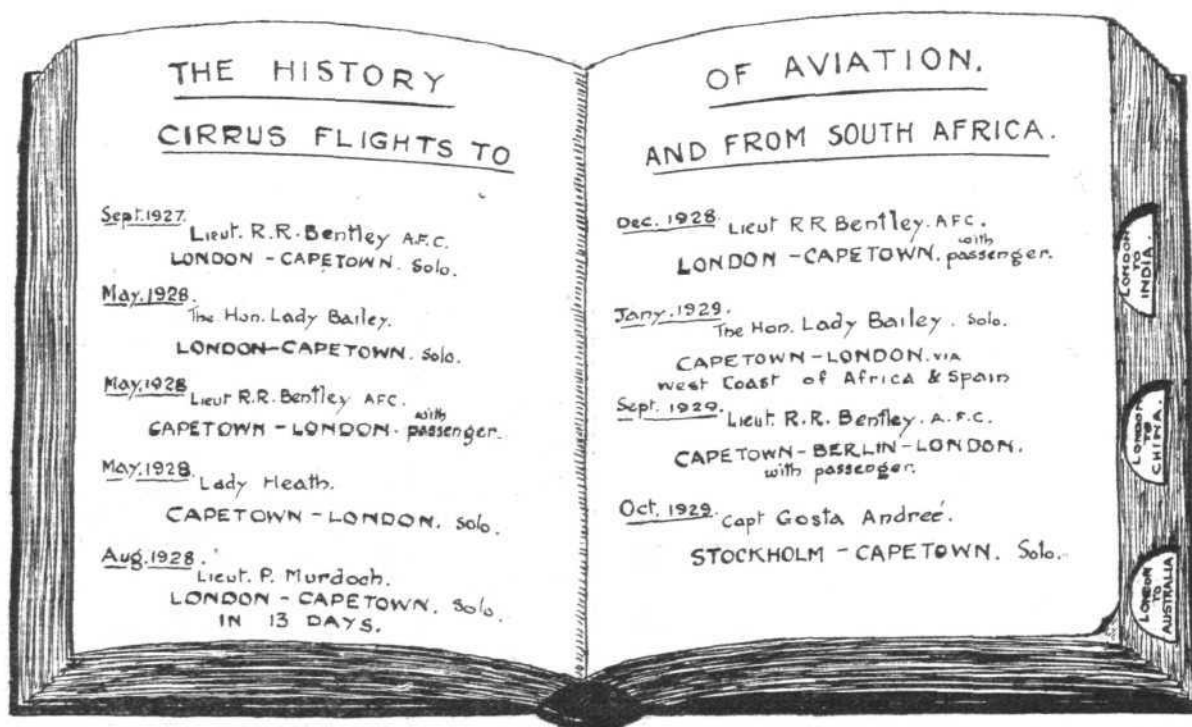 THE HISTORY
CIRRUS FLIGHTS TO
Sept. 1927.
Lieut. R.R. Bentley A.F.C.
LONDON - CAPETOWN. Solo.
May. 1928.
The Hon. Lady Bailey.
LONDON - CAPETOWN. Solo.
May. 1928
Lieut R.R. Bentley AFC.
CAPETOWN - LONDON. with passenger.
May. 1928.
Lady Heath.
CAPETOWN - LONDON. Solo.
Aug. 1928.
Lieut. P. Murdoch.
LONDON - CAPETOWN. Solo.
IN 13 DAYS.
OF AVIATION.
AND FROM SOUTH AFRICA.
Dec. 1928. Lieut RR Bentley. AFC.
LONDON - CAPETOWN. with passenger.
Jany. 1929.
The Hon. Lady Bailey. Solo.
CAPETOWN - LONDON. VIA
West Coast of Africa & Spain
Sept. 1929. Lieut. R.R. Bentley. A.F.C.
CAPETOWN - BERLIN - LONDON.
with passenger.
Oct. 1929. Capt Gosta Andreé.
STOCKHOLM - CAPETOWN. Solo.
LONDON
TO
INDIA.
LONDON
TO
CHINA.
LONDON
TO
AUSTRALIA